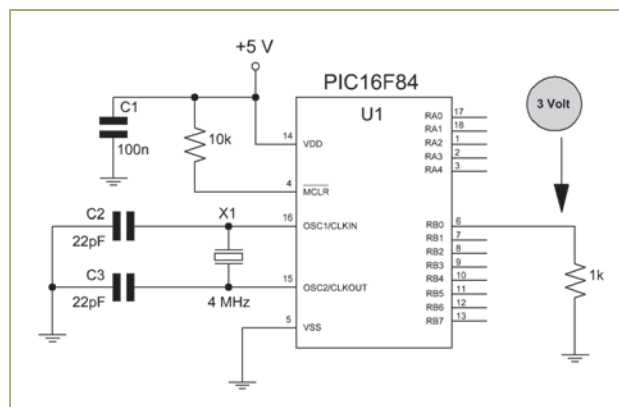 +5 V
PIC16F84
U1
C1
100n
10k
14
VDD
4
MCLR
C2
22pF
X1
16
OSC1/CLKIN
C3
22pF
4 MHz
15
OSC2/CLKOUT
5
VSS
RA0 17
RA1 18
RA2 1
RA3 2
RA4 3
RB0 6
RB1 7
RB2 8
RB3 9
RB4 10
RB5 11
RB6 12
RB7 13
3 Volt
1k